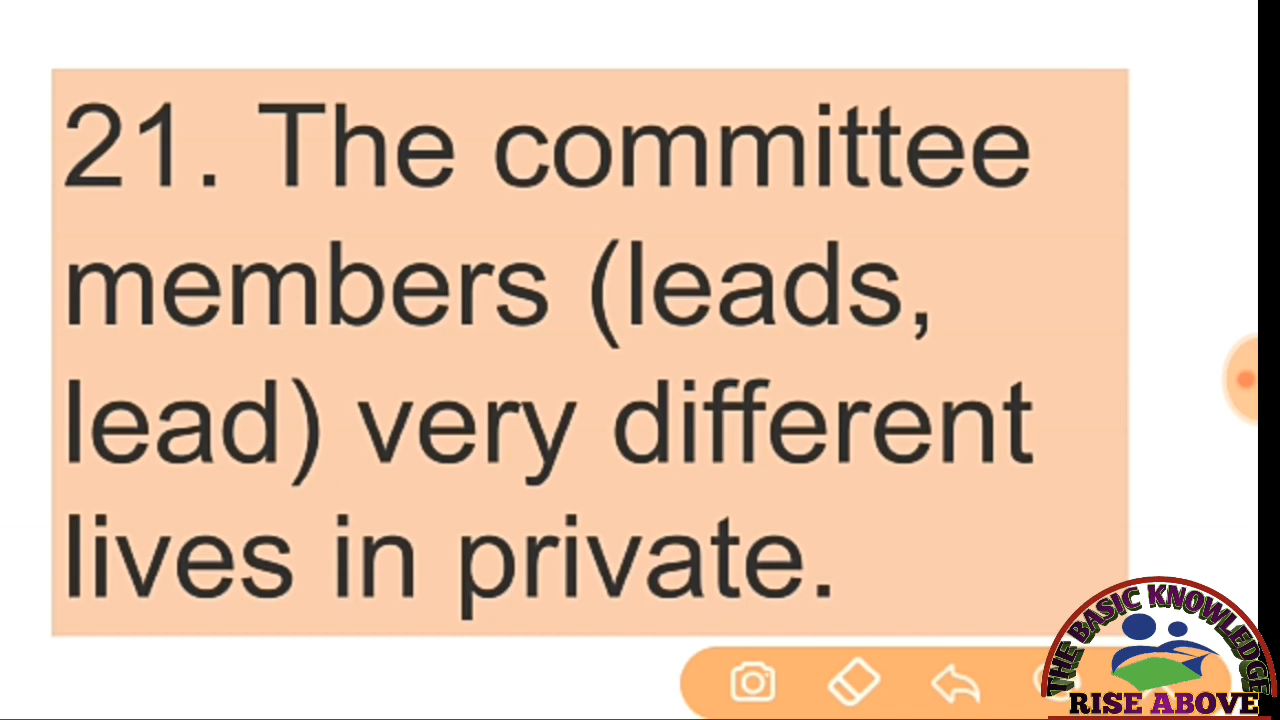 21. The committee
members (leads,
lead) very different
lives in private.
THE BASIC KNOWLEDGE
RISE ABOVE